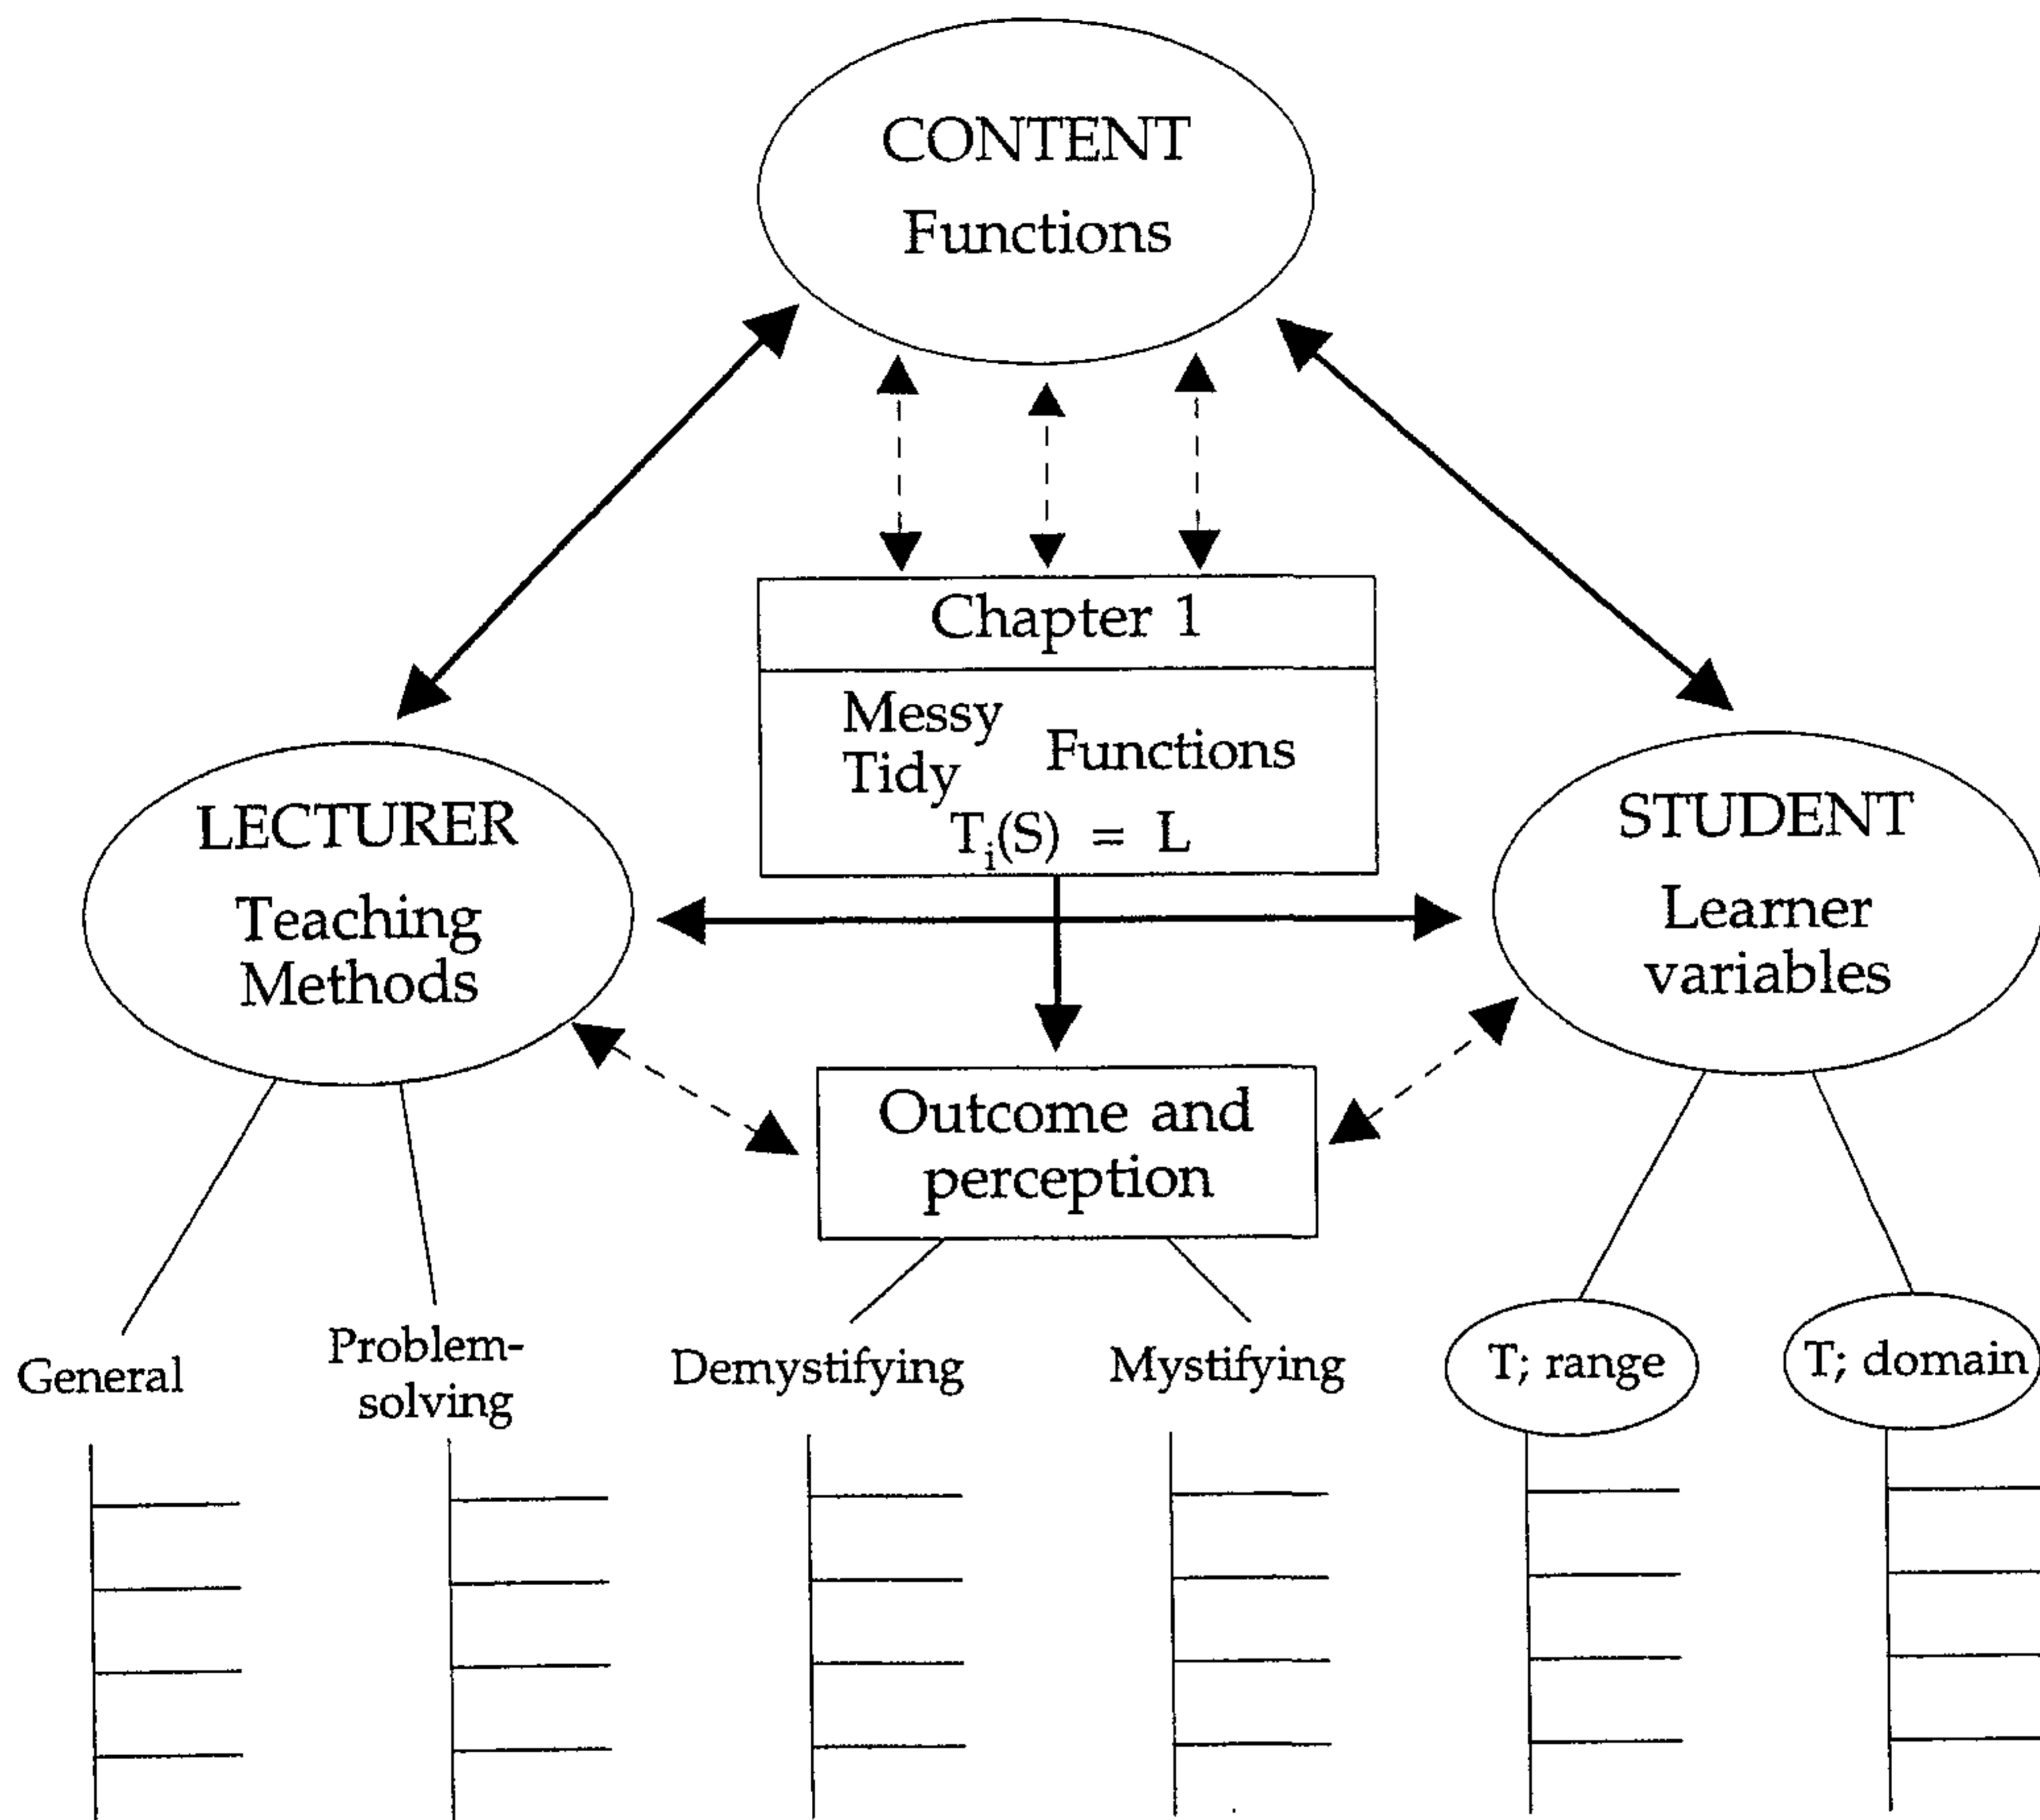 CONTENT
Functions
Chapter 1
Messy
Tidy
Functions
Tᵢ(S) = L
LECTURER
Teaching
Methods
STUDENT
Learner
variables
Outcome and
perception
General
Problem-
solving
Demystifying
Mystifying
T; range
T; domain